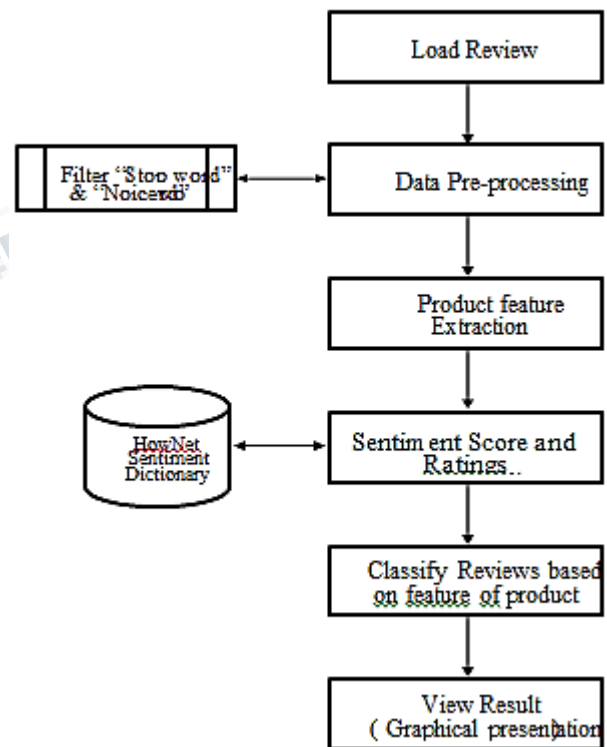 Load Review
Filter “Stop word”
& “
Data Pre-processing
Product feature
Extraction
HowNet
Sentiment
Dictionary
Sentiment Score and
Ratings..
Classify Reviews based
on feature of product
View Result
( Graphical presentation)